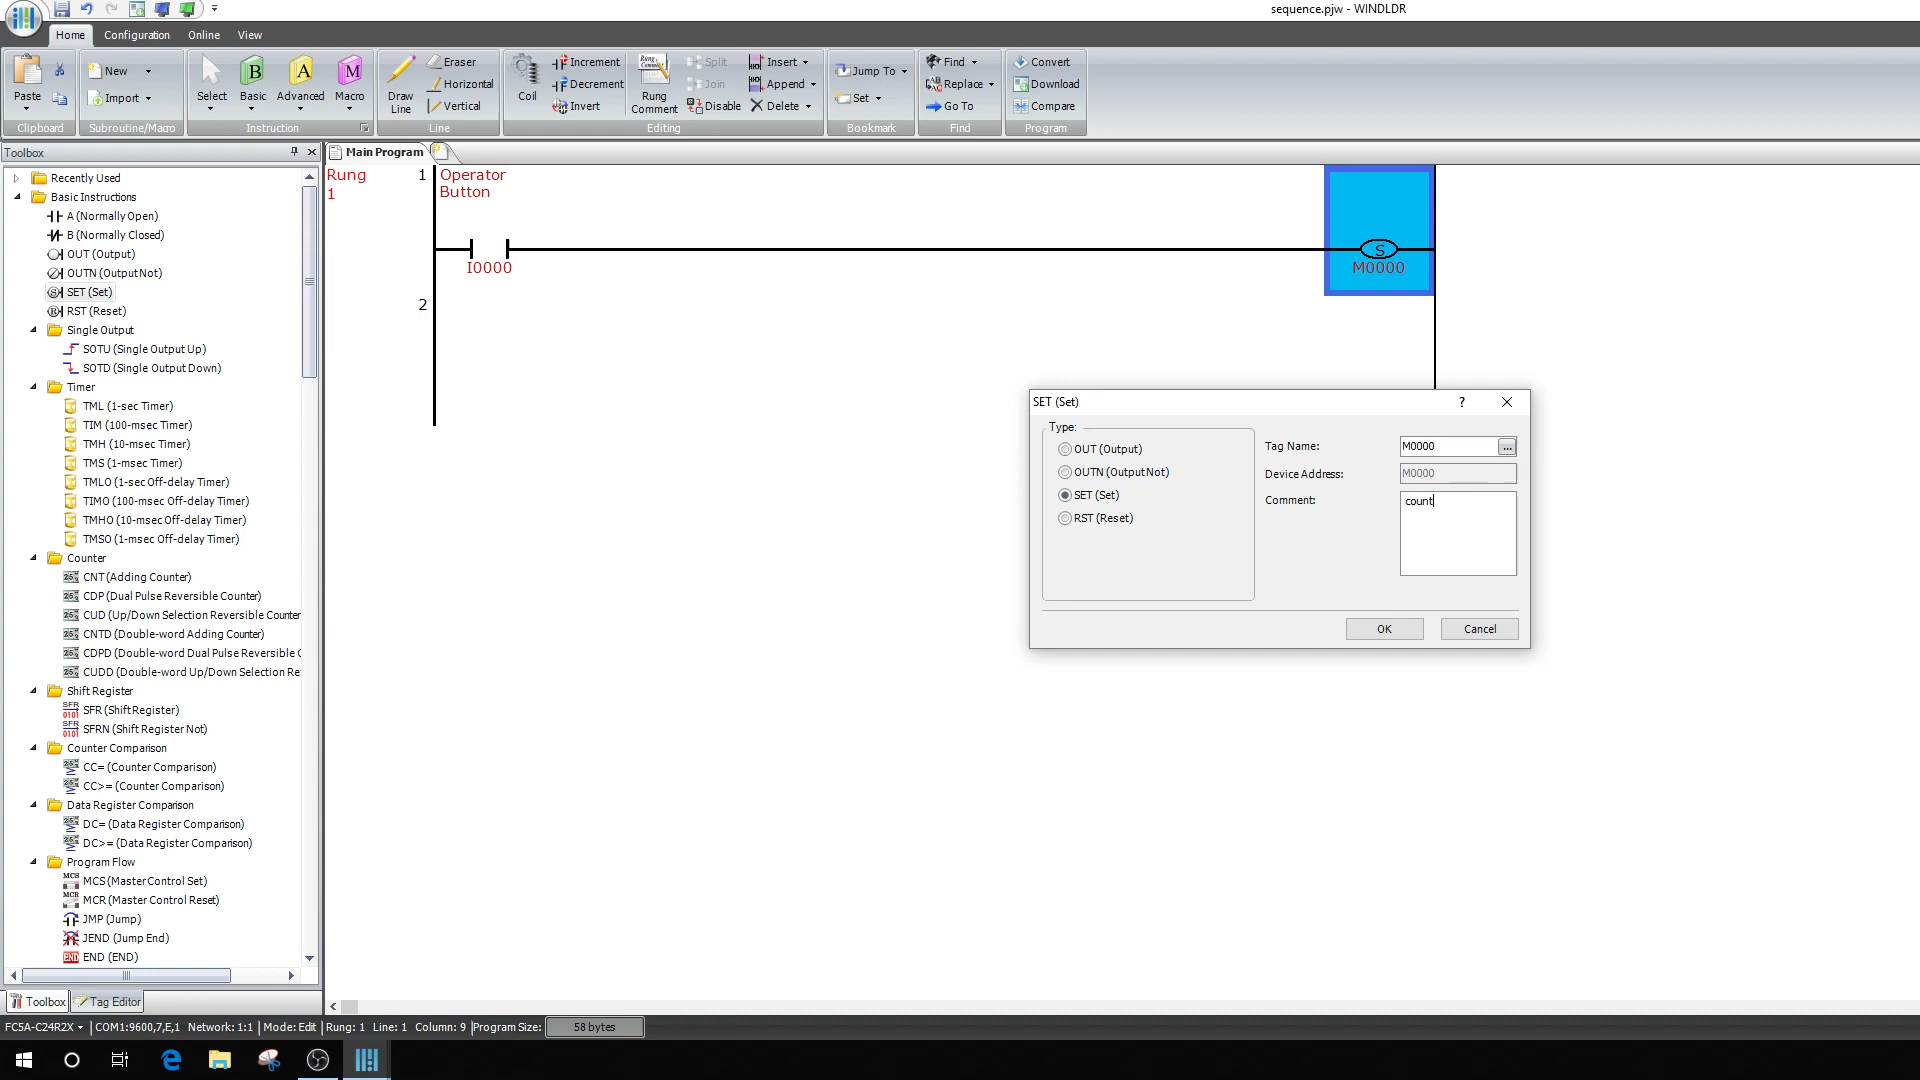 sequence.pjw - WINDLDR
Home Configuration Online View
Paste
Clipboard
New
Import
Subroutine/Macro
Select
Basic
Advanced
Macro
Instruction
Draw
Line
Eraser
Horizontal
Vertical
Line
Coil
Increment
Decrement
Invert
Rung
Comment
Split
Join
Disable
Insert
Append
Delete
Editing
Jump To
Set
Bookmark
Find
Replace
Go To
Find
Convert
Download
Compare
Program
Toolbox
Recently Used
Basic Instructions
A (Normally Open)
B (Normally Closed)
OUT (Output)
OUTN (Output Not)
SET (Set)
RST (Reset)
Single Output
SOTU (Single Output Up)
SOTD (Single Output Down)
Timer
TML (1-sec Timer)
TIM (100-msec Timer)
TMH (10-msec Timer)
TMS (1-msec Timer)
TMLO (1-sec Off-delay Timer)
TIMO (100-msec Off-delay Timer)
TMHO (10-msec Off-delay Timer)
TMSO (1-msec Off-delay Timer)
Counter
CNT (Adding Counter)
CDP (Dual Pulse Reversible Counter)
CUD (Up/Down Selection Reversible Counter
CNTD (Double-word Adding Counter)
CDPD (Double-word Dual Pulse Reversible C
CUDD (Double-word Up/Down Selection Re
Shift Register
SFR (Shift Register)
SFRN (Shift Register Not)
Counter Comparison
CC= (Counter Comparison)
CC>= (Counter Comparison)
Data Register Comparison
DC= (Data Register Comparison)
DC>= (Data Register Comparison)
Program Flow
MCS (Master Control Set)
MCR (Master Control Reset)
JMP (Jump)
JEND (Jump End)
END (END)
Toolbox Tag Editor
Main Program
Rung
1
1
Operator
Button
I0000
S
M0000
2
SET (Set)
Type:
OUT (Output)
OUTN (Output Not)
SET (Set)
RST (Reset)
Tag Name: M0000 ...
Device Address: M0000
Comment: count
OK Cancel
FC5A-C24R2X COM1:9600,7,E,1 Network: 1:1 Mode: Edit Rung: 1 Line: 1 Column: 9 Program Size: 58 bytes